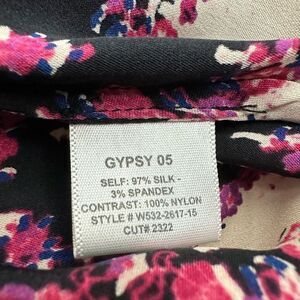 GYPSY 05
SELF: 97% SILK -
3% SPANDEX
CONTRAST: 100% NYLON
STYLE # W532-2617-15
CUT# 2322